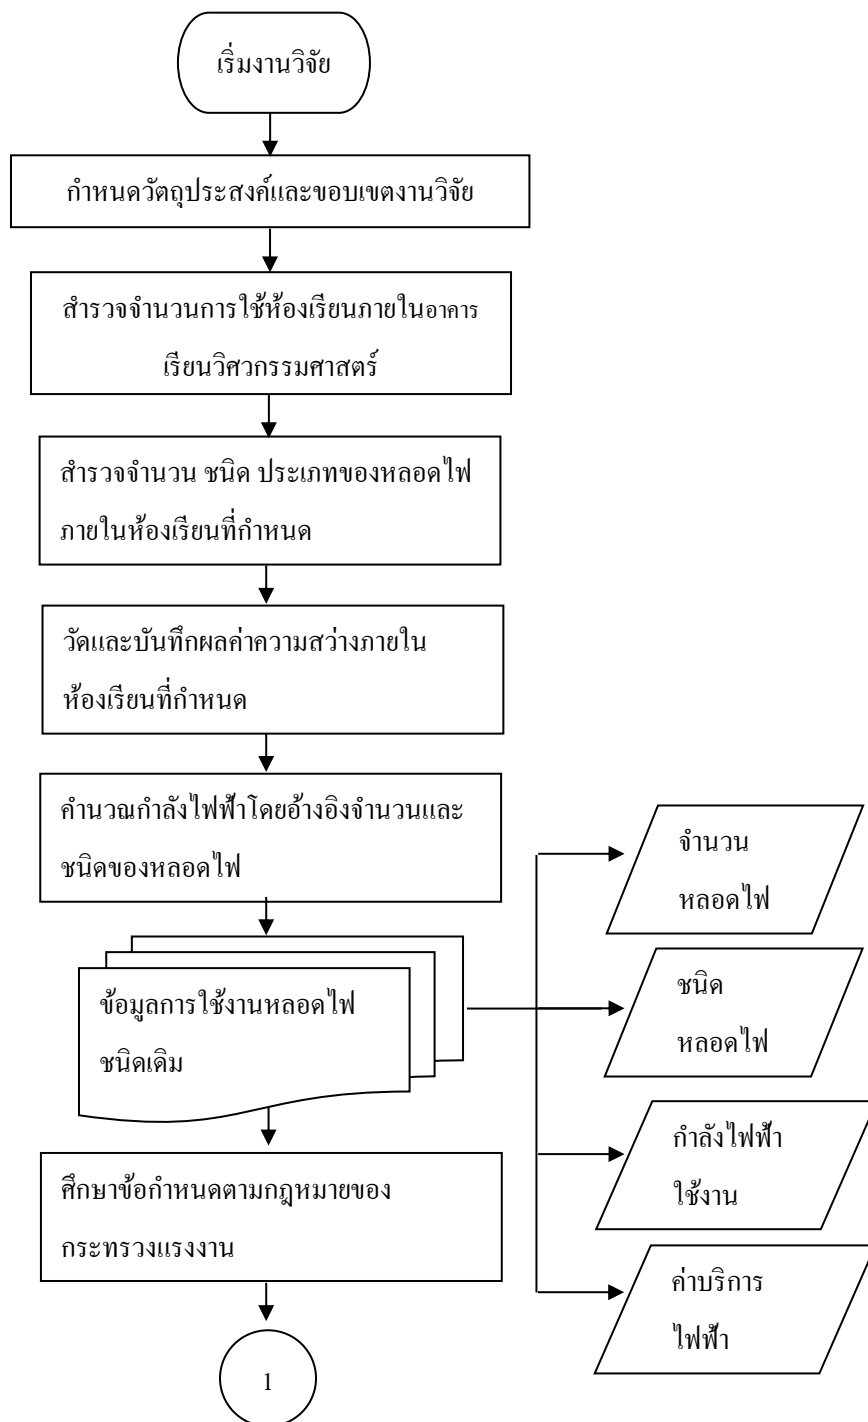 เริ่มงานวิจัย
กำหนดวัตถุประสงค์และขอบเขตงานวิจัย
สำรวจจำนวนการใช้ห้องเรียนภายในอาคาร
เรียนวิศวกรรมศาสตร์
สำรวจจำนวน ชนิด ประเภทของหลอดไฟ
ภายในห้องเรียนที่กำหนด
วัดและบันทึกผลค่าความสว่างภายใน
ห้องเรียนที่กำหนด
คำนวณกำลังไฟฟ้าโดยอ้างอิงจำนวนและ
ชนิดของหลอดไฟ
ข้อมูลการใช้งานหลอดไฟ
ชนิดเดิม
จำนวน
หลอดไฟ
ชนิด
หลอดไฟ
กำลังไฟฟ้า
ใช้งาน
ค่าบริการ
ไฟฟ้า
ศึกษาข้อกำหนดตามกฎหมายของ
กระทรวงแรงงาน
1